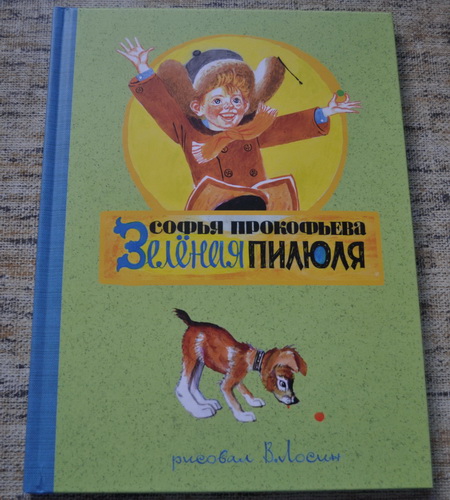 СОФЬЯ ПРОКОФЬЕВА
Зелёная ПИЛЮЛЯ
рисовал В.Лосин